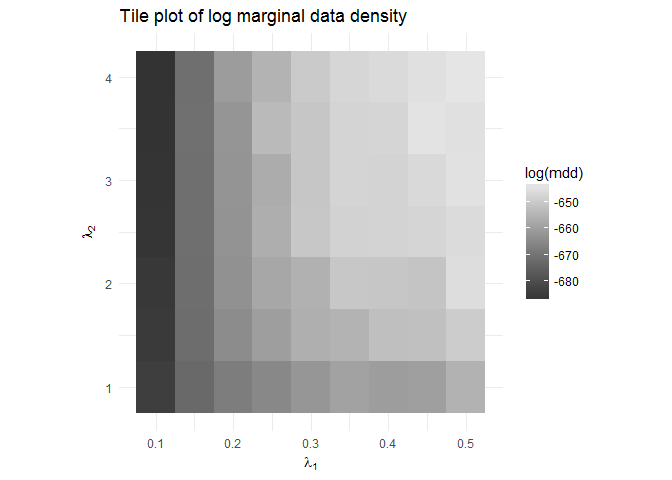 Tile plot of log marginal data density
4
3
2
1
λ₂
0.1 0.2 0.3 0.4 0.5
λ₁
log(mdd)
-650
-660
-670
-680